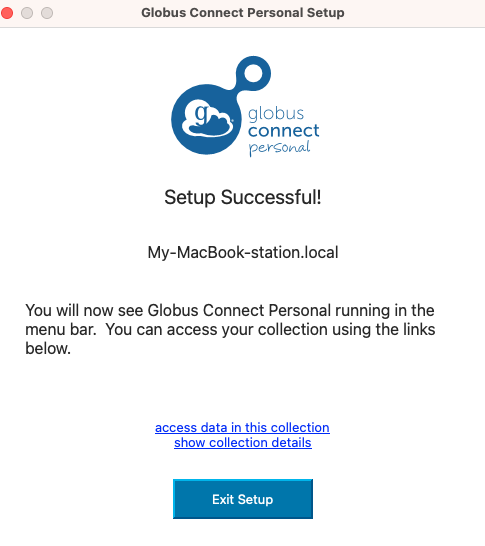 Globus Connect Personal Setup
g
globus
connect
personal
Setup Successful!
My-MacBook-station.local
You will now see Globus Connect Personal running in the
menu bar.  You can access your collection using the links
below.
access data in this collection
show collection details
Exit Setup